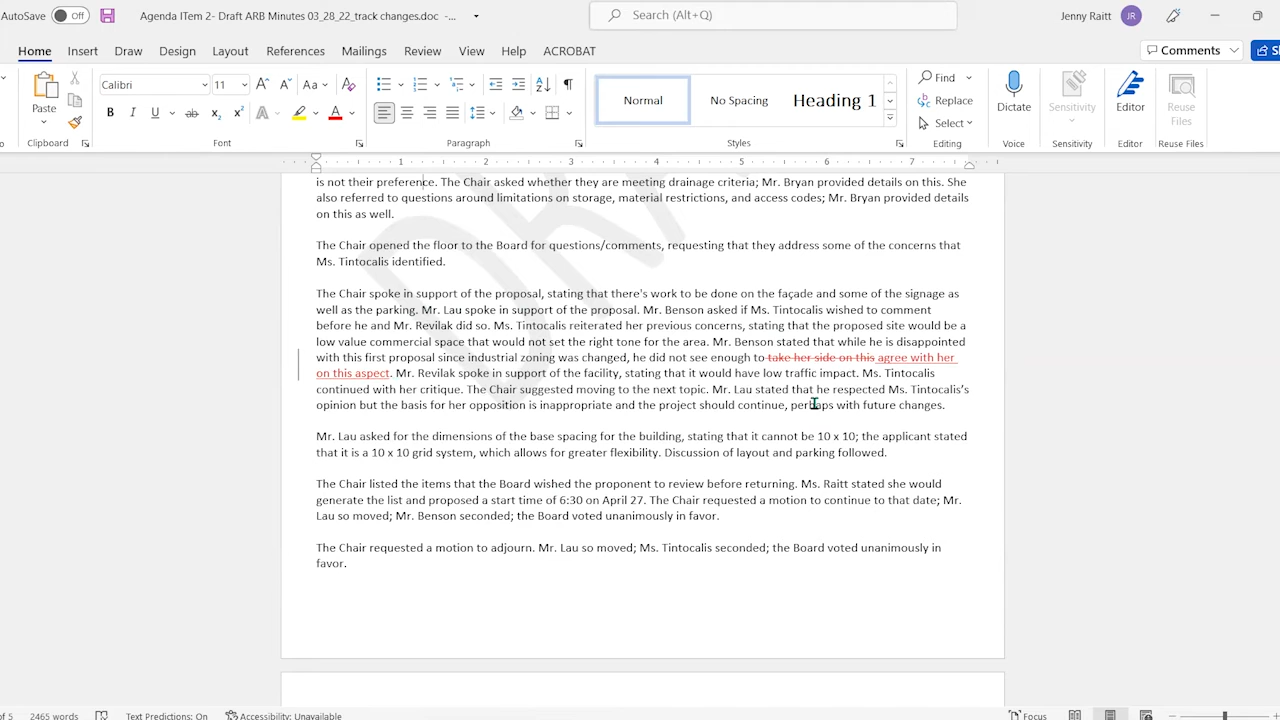 AutoSave Off Agenda ITem 2- Draft ARB Minutes 03_28_22_track changes.doc -... Search (Alt+Q) Jenny Raitt JR
Home Insert Draw Design Layout References Mailings Review View Help ACROBAT Comments
Calibri 11 Aa Normal No Spacing Heading 1 Find Replace Select
Paste Dictate Sensitivity Editor Reuse Files
B I U ab x2 x2 A A
Clipboard Font Paragraph Styles Editing Voice Sensitivity Editor Reuse Files
1 2 3 4 5 6 7
is not their preference. The Chair asked whether they are meeting drainage criteria; Mr. Bryan provided details on this. She
also referred to questions around limitations on storage, material restrictions, and access codes; Mr. Bryan provided details
on this as well.
The Chair opened the floor to the Board for questions/comments, requesting that they address some of the concerns that
Ms. Tintocalis identified.
The Chair spoke in support of the proposal, stating that there's work to be done on the façade and some of the signage as
well as the parking. Mr. Lau spoke in support of the proposal. Mr. Benson asked if Ms. Tintocalis wished to comment
before he and Mr. Revilak did so. Ms. Tintocalis reiterated her previous concerns, stating that the proposed site would be a
low value commercial space that would not set the right tone for the area. Mr. Benson stated that while he is disappointed
with this first proposal since industrial zoning was changed, he did not see enough to take her side on this agree with her
on this aspect. Mr. Revilak spoke in support of the facility, stating that it would have low traffic impact. Ms. Tintocalis
continued with her critique. The Chair suggested moving to the next topic. Mr. Lau stated that he respected Ms. Tintocalis's
opinion but the basis for her opposition is inappropriate and the project should continue, perhaps with future changes.
Mr. Lau asked for the dimensions of the base spacing for the building, stating that it cannot be 10 x 10; the applicant stated
that it is a 10 x 10 grid system, which allows for greater flexibility. Discussion of layout and parking followed.
The Chair listed the items that the Board wished the proponent to review before returning. Ms. Raitt stated she would
generate the list and proposed a start time of 6:30 on April 27. The Chair requested a motion to continue to that date; Mr.
Lau so moved; Mr. Benson seconded; the Board voted unanimously in favor.
The Chair requested a motion to adjourn. Mr. Lau so moved; Ms. Tintocalis seconded; the Board voted unanimously in
favor.
of 5 2465 words Text Predictions: On Accessibility: Unavailable Focus